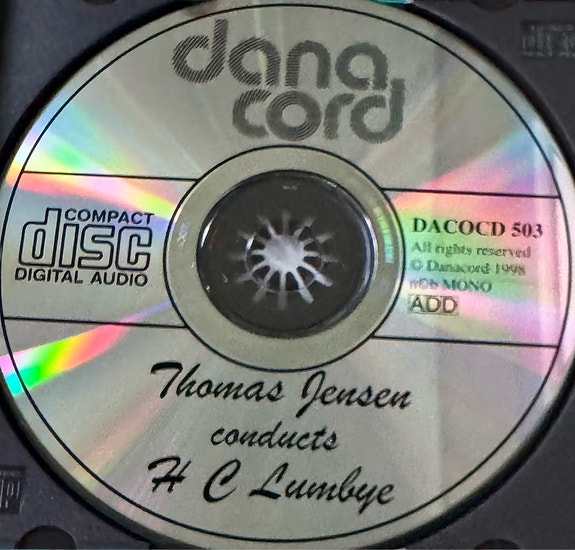 dana
cord
COMPACT
disc
DIGITAL AUDIO
DACOCD 503
All rights reserved
© Danacord 1998
ncb MONO
ADD
Thomas Jensen
conducts
H C Lumbye